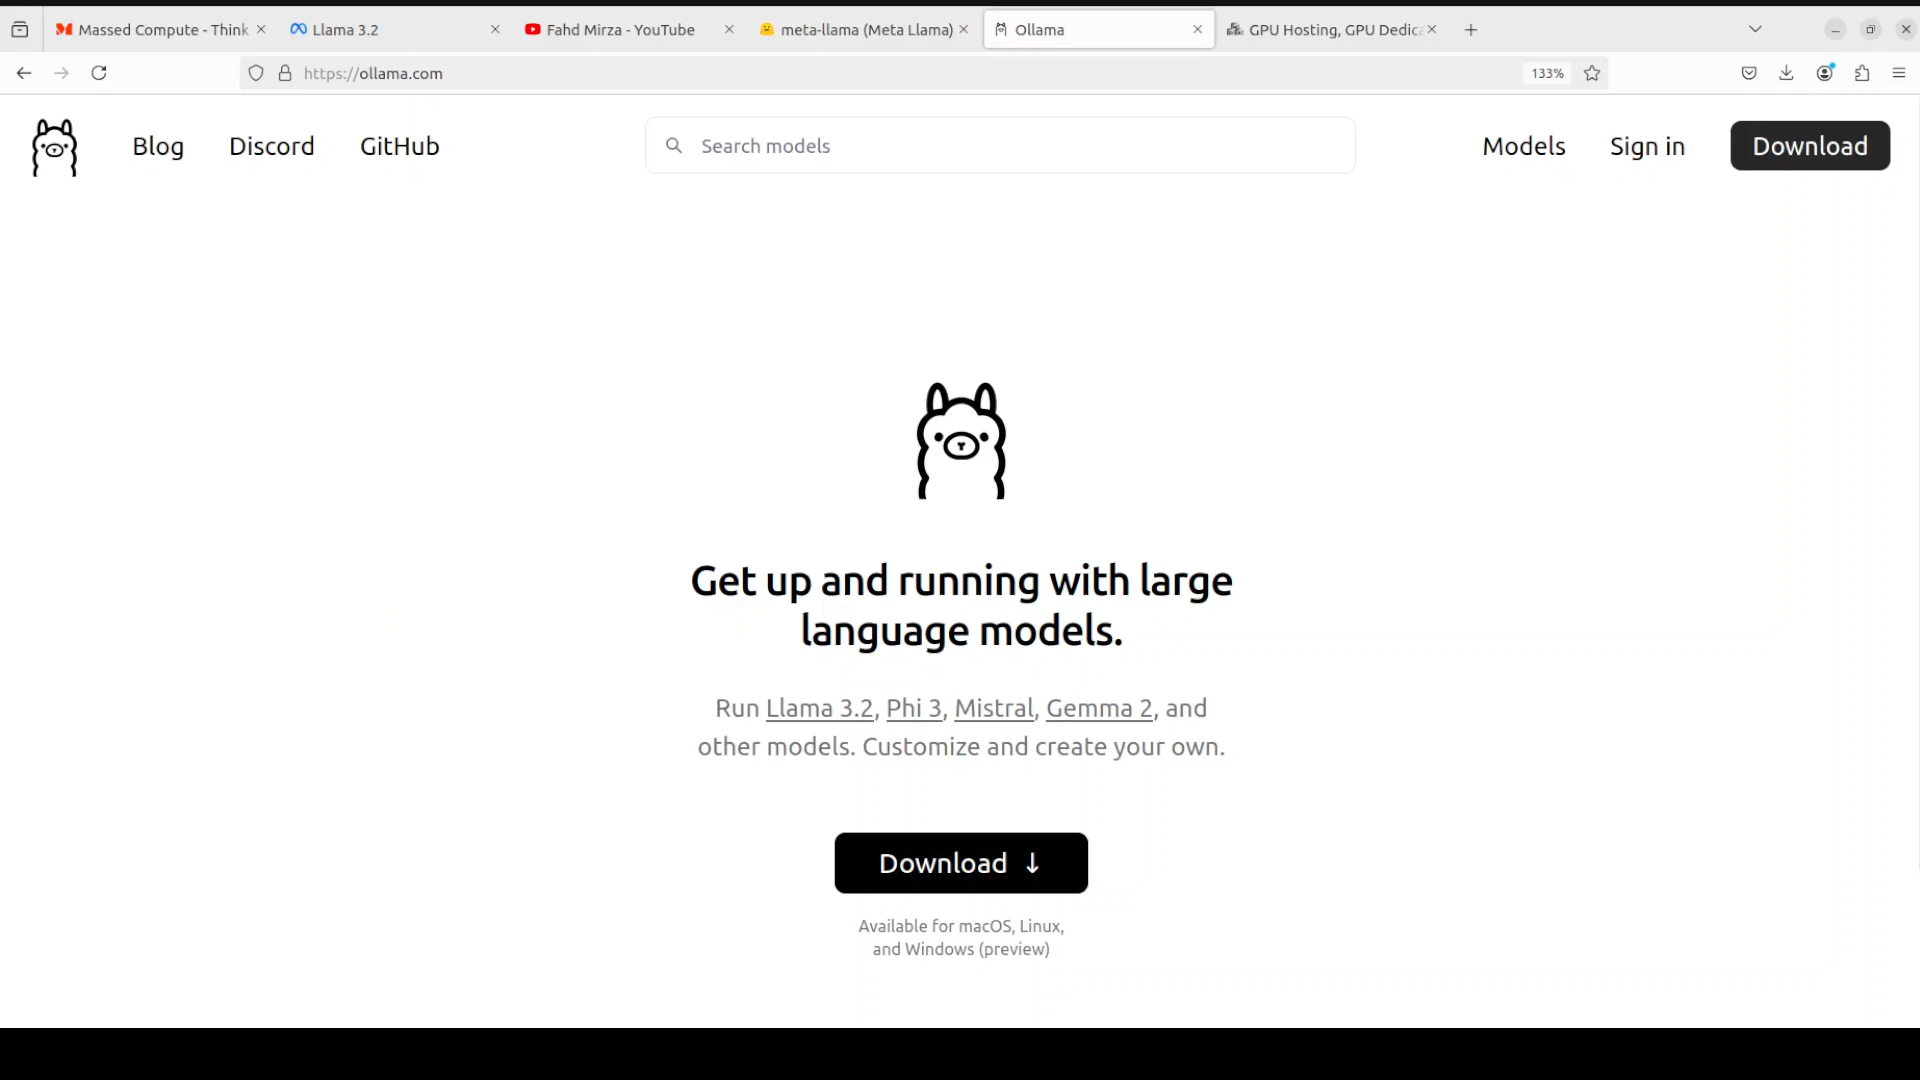 Massed Compute - Think
Llama 3.2
Fahd Mirza - YouTube
meta-llama (Meta Llama)
Ollama
GPU Hosting, GPU Dedic
https://ollama.com
133%
Blog
Discord
GitHub
Search models
Models
Sign in
Download
Get up and running with large
language models.
Run Llama 3.2, Phi 3, Mistral, Gemma 2, and
other models. Customize and create your own.
Download ↓
Available for macOS, Linux,
and Windows (preview)